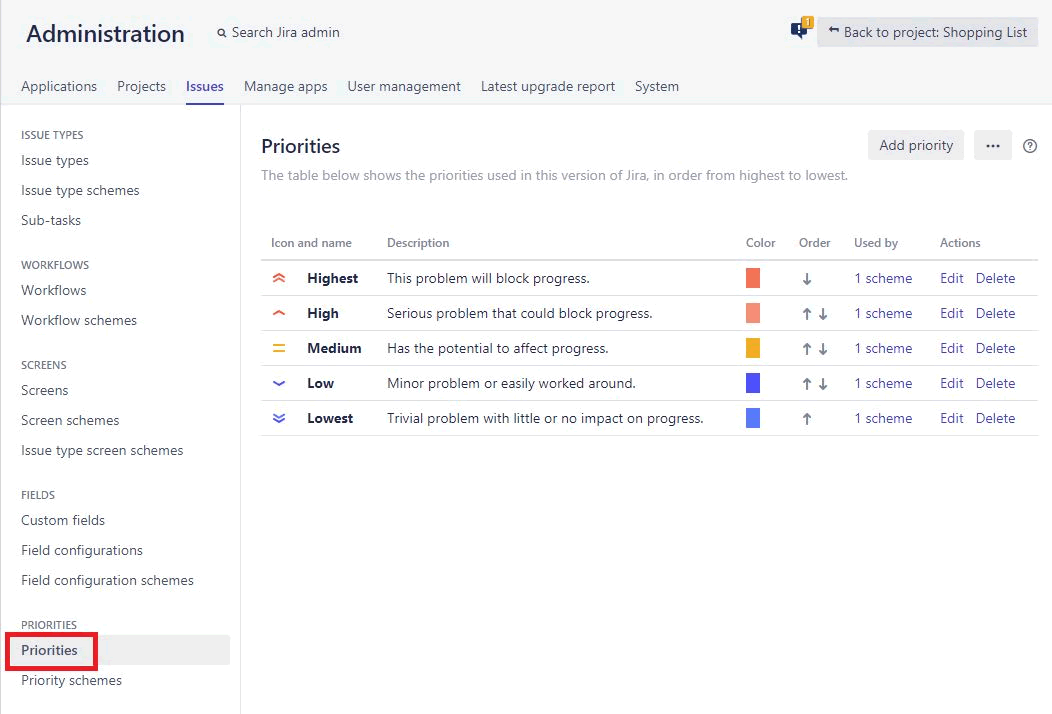 Administration
Search Jira admin
1
Back to project: Shopping List
Applications Projects Issues Manage apps User management Latest upgrade report System
ISSUE TYPES
Issue types
Issue type schemes
Sub-tasks
WORKFLOWS
Workflows
Workflow schemes
SCREENS
Screens
Screen schemes
Issue type screen schemes
FIELDS
Custom fields
Field configurations
Field configuration schemes
PRIORITIES
Priorities
Priority schemes
Priorities
Add priority
...
?
The table below shows the priorities used in this version of Jira, in order from highest to lowest.
Icon and name Description Color Order Used by Actions
Highest This problem will block progress. ↓ 1 scheme Edit Delete
High Serious problem that could block progress. ↑ ↓ 1 scheme Edit Delete
Medium Has the potential to affect progress. ↑ ↓ 1 scheme Edit Delete
Low Minor problem or easily worked around. ↑ ↓ 1 scheme Edit Delete
Lowest Trivial problem with little or no impact on progress. ↑ 1 scheme Edit Delete